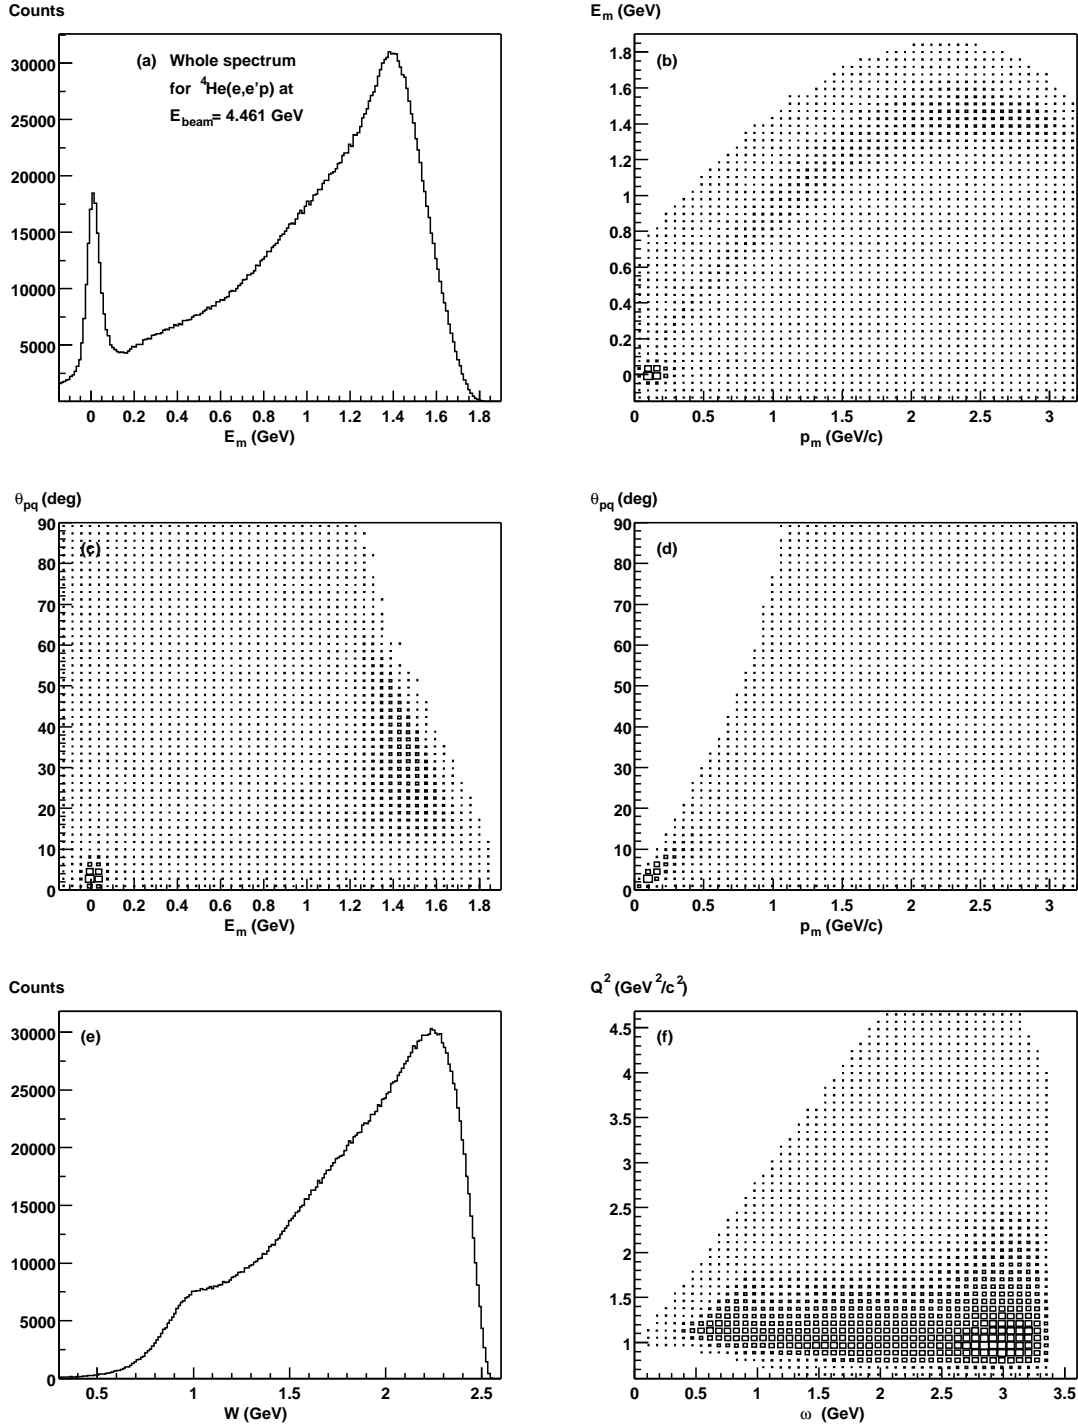 Counts
(a) Whole spectrum
for ⁴He(e,e'p) at
E_beam= 4.461 GeV
30000
25000
20000
15000
10000
5000
0 0.2 0.4 0.6 0.8 1 1.2 1.4 1.6 1.8
E_m (GeV)
E_m (GeV)
(b)
1.8
1.6
1.4
1.2
1
0.8
0.6
0.4
0.2
0
0 0.5 1 1.5 2 2.5 3
p_m (GeV/c)
θ_pq (deg)
(c)
90
80
70
60
50
40
30
20
10
0
0 0.2 0.4 0.6 0.8 1 1.2 1.4 1.6 1.8
E_m (GeV)
θ_pq (deg)
(d)
90
80
70
60
50
40
30
20
10
0
0 0.5 1 1.5 2 2.5 3
p_m (GeV/c)
Counts
(e)
30000
25000
20000
15000
10000
5000
0
0.5 1 1.5 2 2.5
W (GeV)
Q² (GeV²/c²)
(f)
4.5
4
3.5
3
2.5
2
1.5
1
0 0.5 1 1.5 2 2.5 3 3.5
ω (GeV)